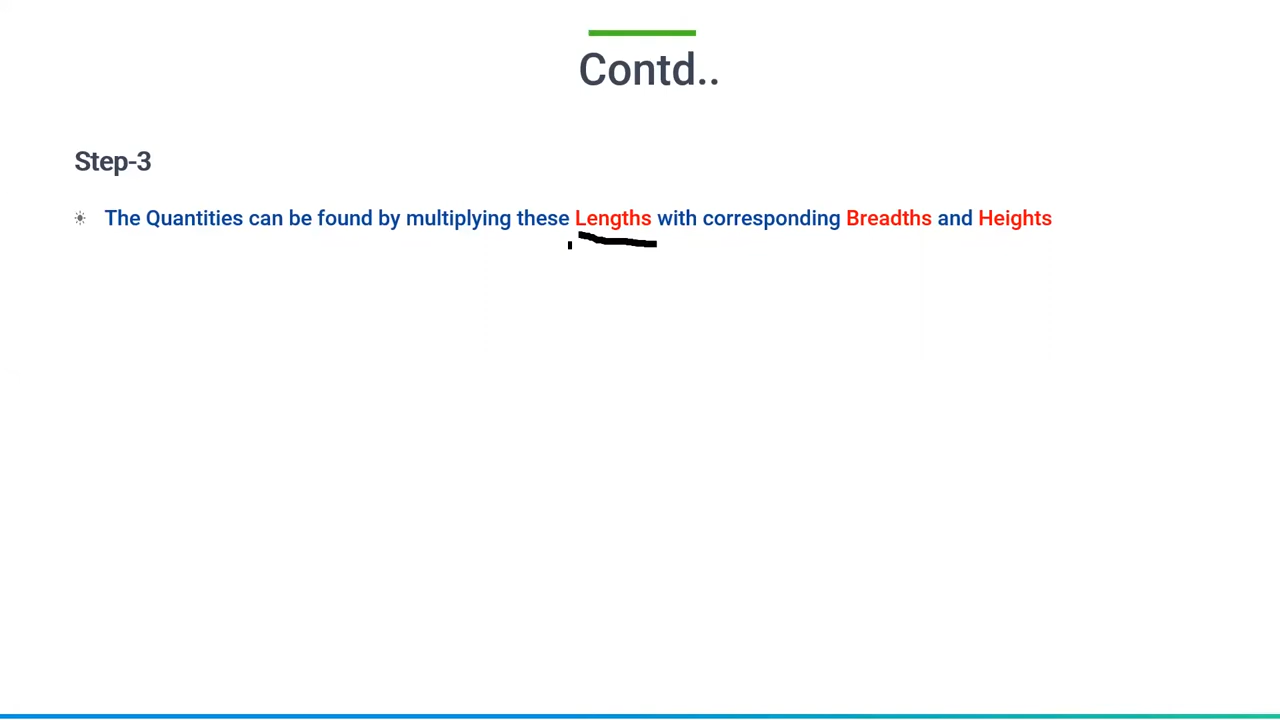 Contd..
Step-3
The Quantities can be found by multiplying these Lengths with corresponding Breadths and Heights